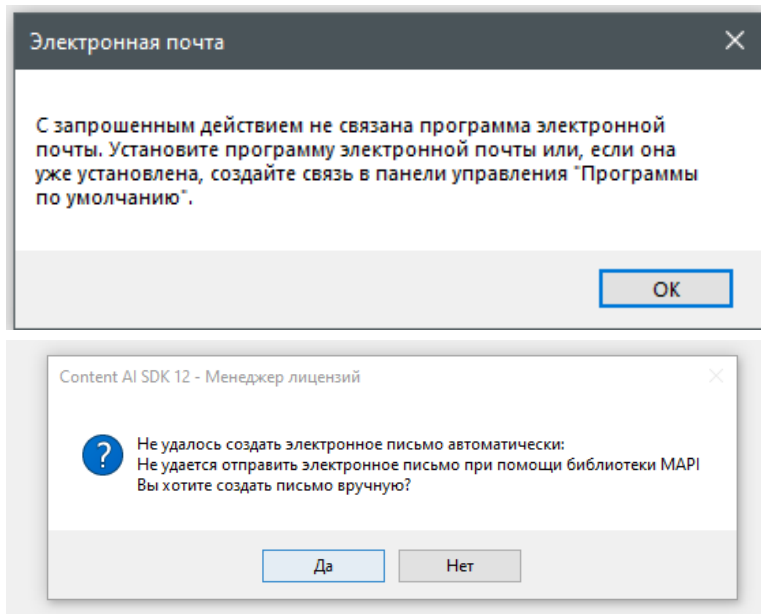 Электронная почта
С запрошенным действием не связана программа электронной
почты. Установите программу электронной почты или, если она
уже установлена, создайте связь в панели управления "Программы
по умолчанию".
ОК
Content AI SDK 12 - Менеджер лицензий
Не удалось создать электронное письмо автоматически:
Не удается отправить электронное письмо при помощи библиотеки MAPI
Вы хотите создать письмо вручную?
Да
Нет